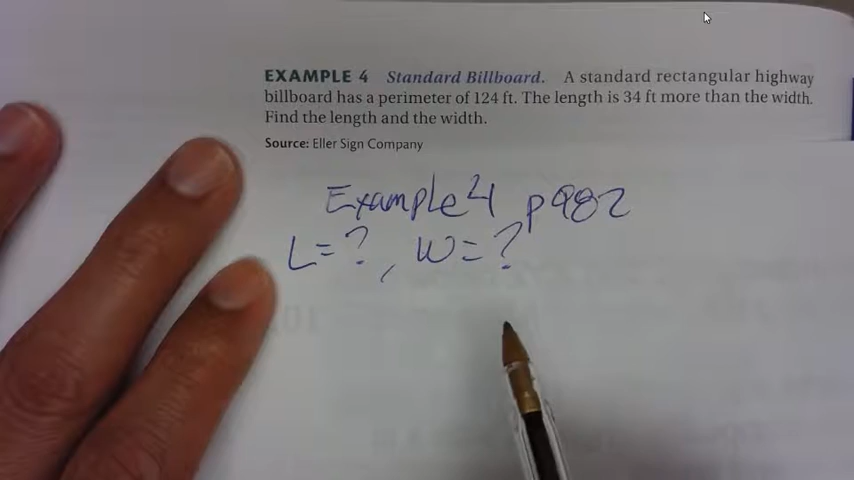 EXAMPLE 4 Standard Billboard. A standard rectangular highway
billboard has a perimeter of 124 ft. The length is 34 ft more than the width.
Find the length and the width.
Source: Eller Sign Company
Example 4 p982
L=?, W=?